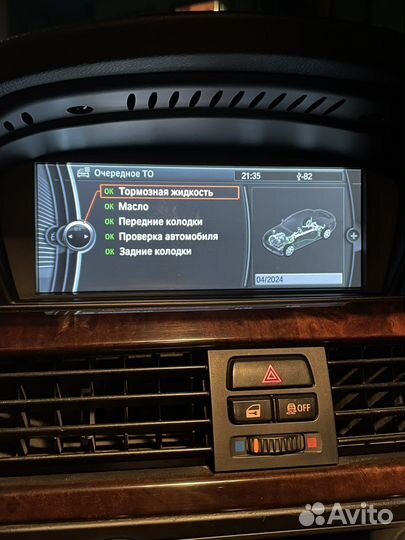 Очередное ТО
21:35
82
OK Тормозная жидкость
OK Масло
OK Передние колодки
OK Проверка автомобиля
OK Задние колодки
04/2024
OFF
Avito